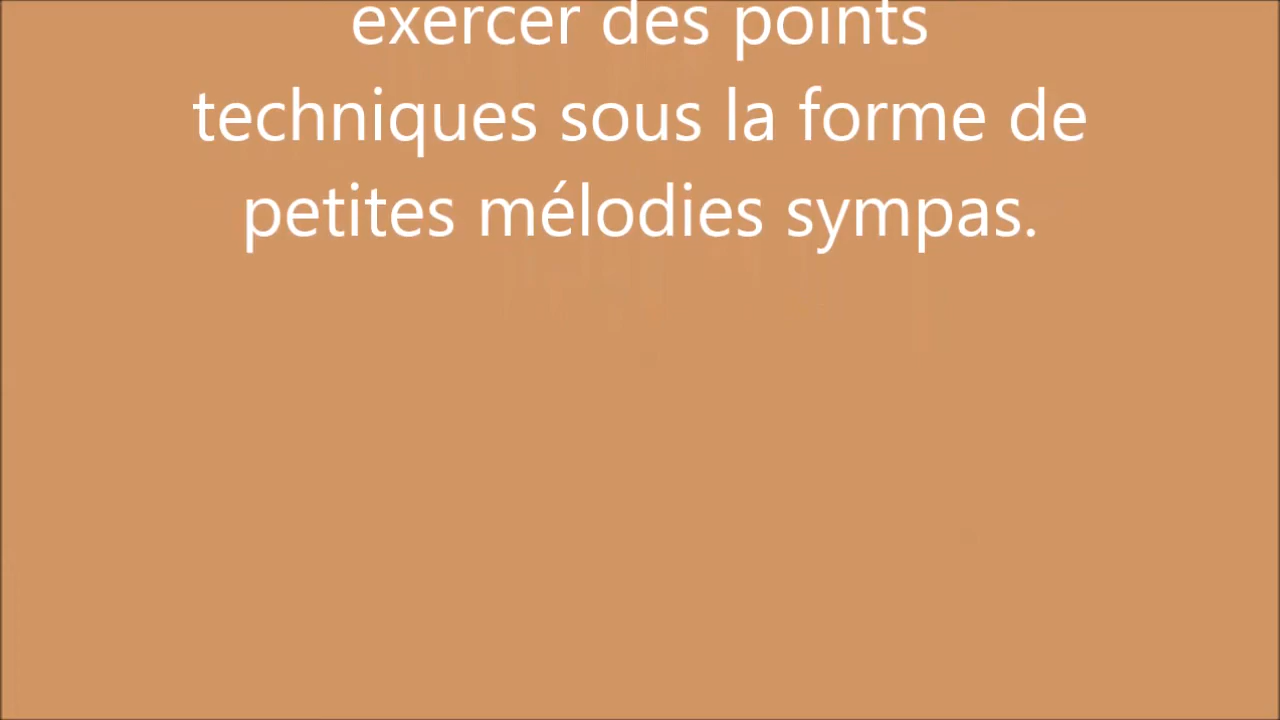 exercer des points
techniques sous la forme de
petites mélodies sympas.